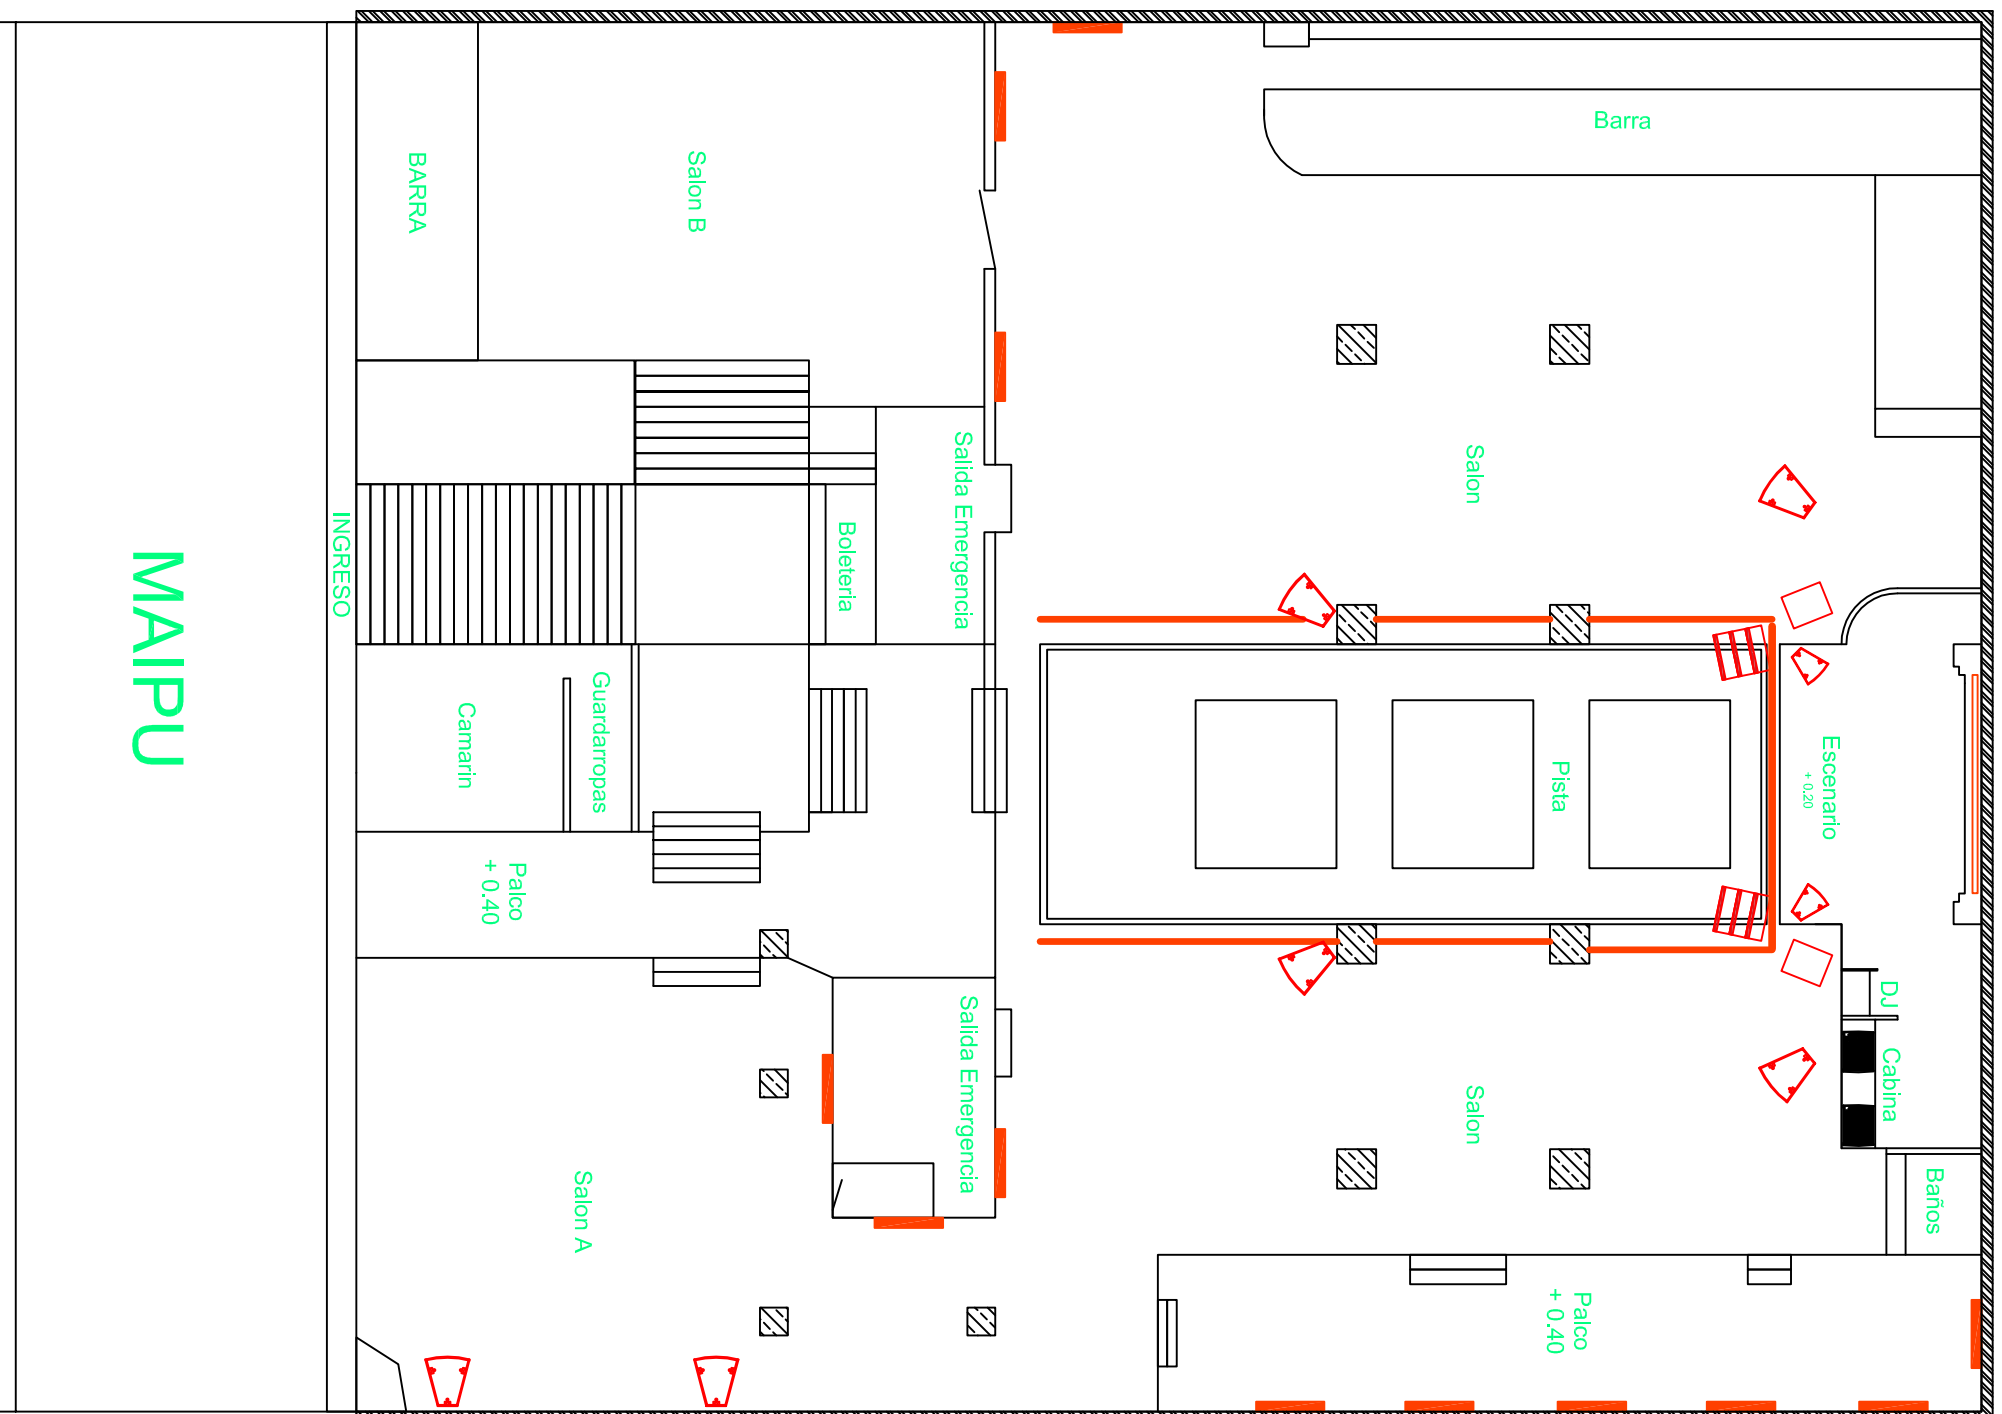 Barra
BARRA
Salon B
Salida Emergencia
Salon
INGRESO
Boleteria
MAIPU
Camarin
Guardarropas
Pista
Escenario
+ 0.20
Palco
+ 0.40
DJ
Cabina
Salida Emergencia
Salon
Salon A
Baños
Palco
+ 0.40